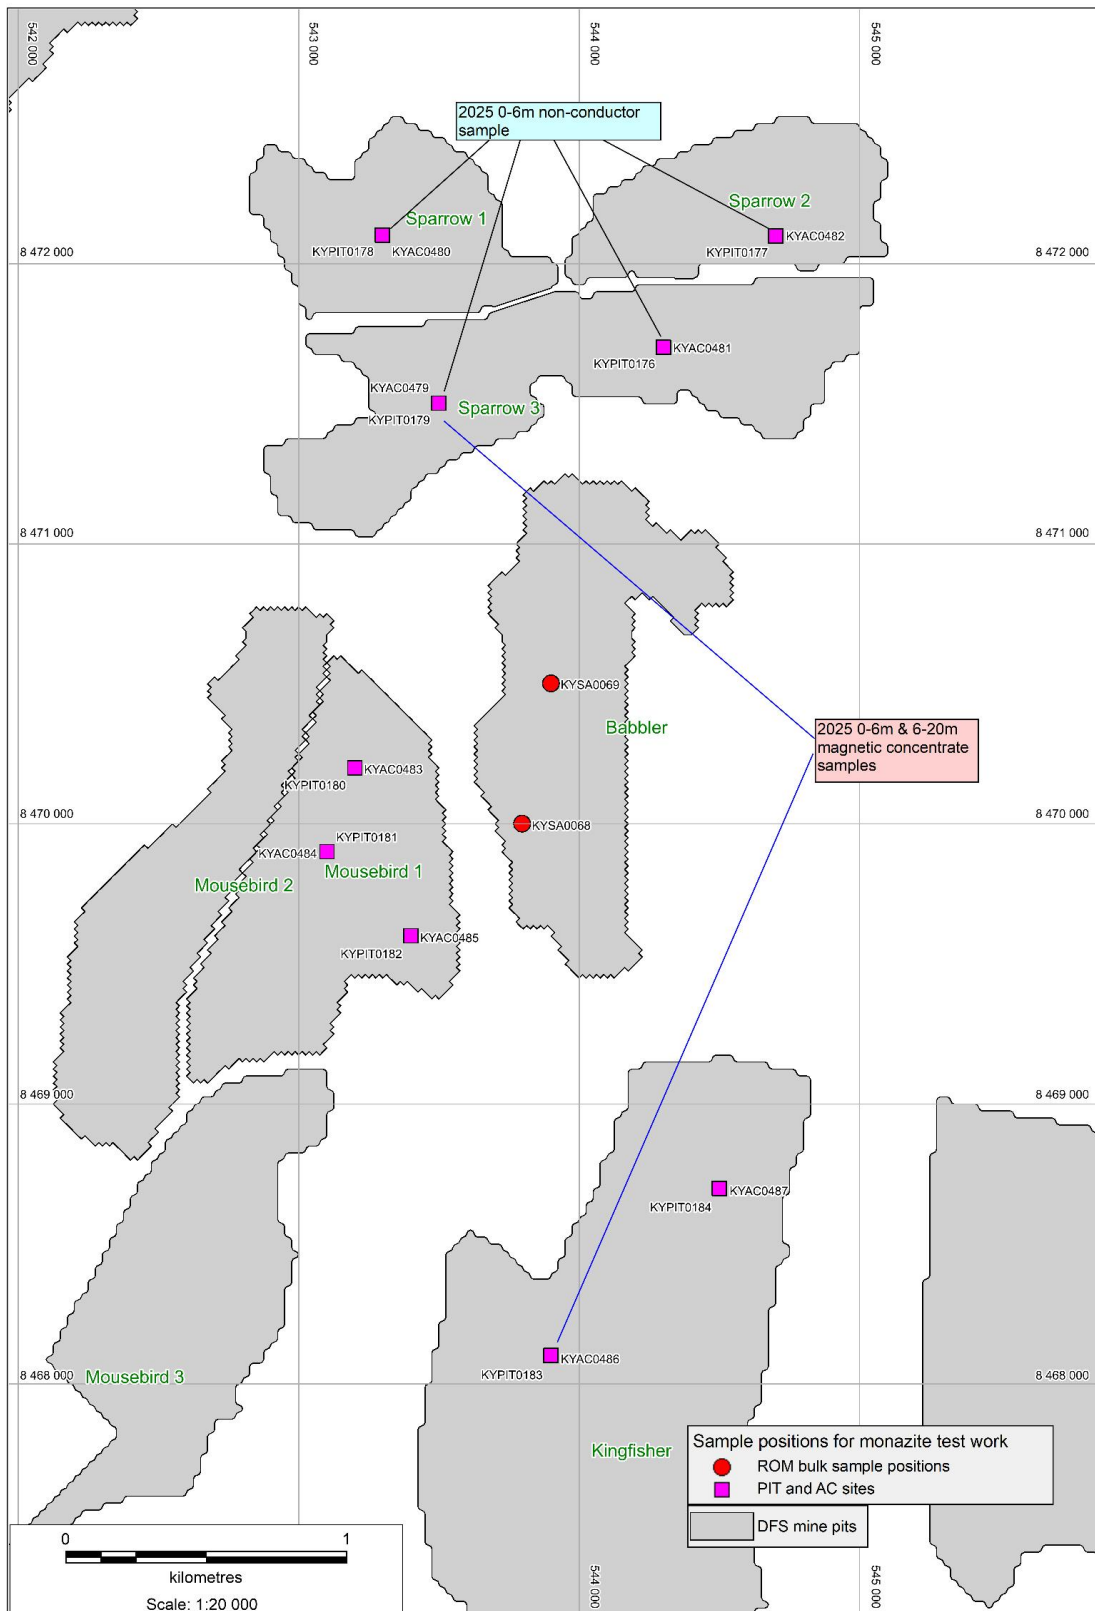 542 000
543 000
544 000
545 000
2025 0-6m non-conductor
sample
Sparrow 1
Sparrow 2
KYPIT0178
KYAC0480
KYAC0482
KYPIT0177
8 472 000
8 472 000
KYAC0481
KYPIT0176
KYAC0479
KYPIT0179
Sparrow 3
8 471 000
8 471 000
KYSA0069
Babbler
2025 0-6m & 6-20m
magnetic concentrate
samples
KYAC0483
KYPIT0180
8 470 000
KYSA0068
8 470 000
KYPIT0181
KYAC0484
Mousebird 1
Mousebird 2
KYAC0485
KYPIT0182
8 469 000
8 469 000
KYAC0487
KYPIT0184
KYAC0486
KYPIT0183
8 468 000
8 468 000
Mousebird 3
Kingfisher
Sample positions for monazite test work
ROM bulk sample positions
PIT and AC sites
DFS mine pits
0
1
kilometres
Scale: 1:20 000
544 000
545 000